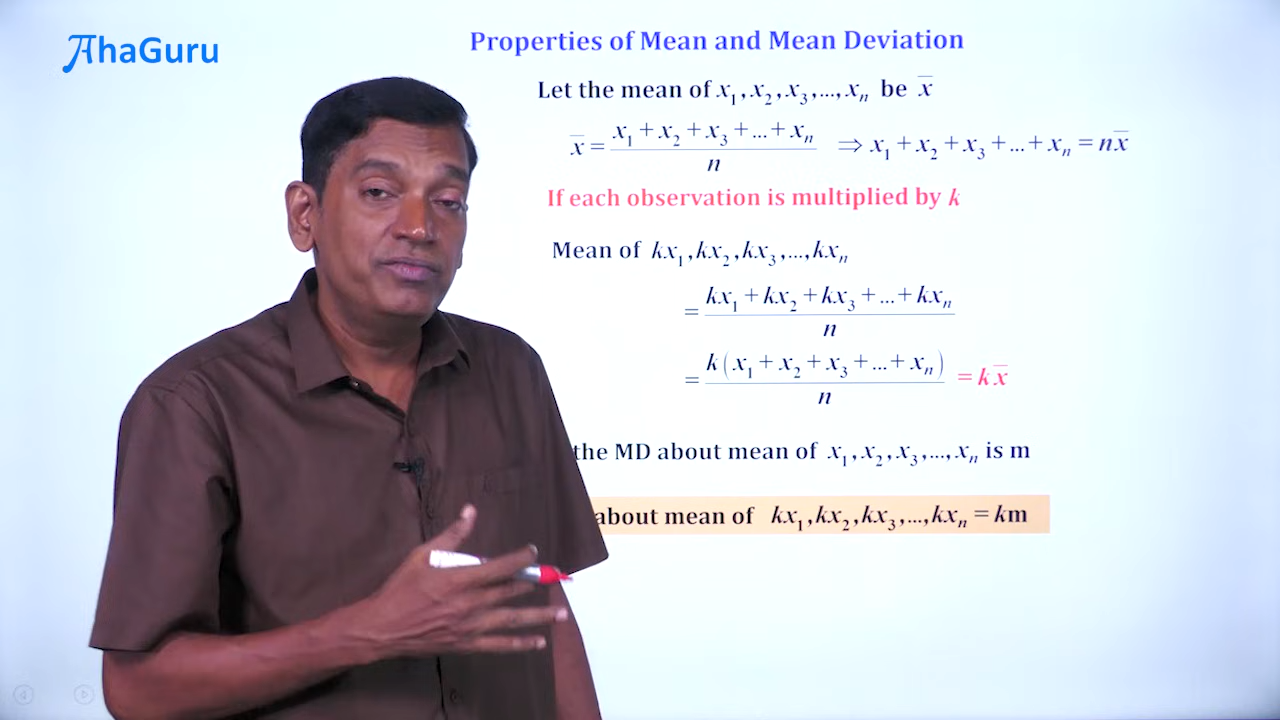 AhaGuru
Properties of Mean and Mean Deviation
Let the mean of x₁, x₂, x₃, ..., xₙ be x̄
x̄ = (x₁ + x₂ + x₃ + ... + xₙ) / n ⇒ x₁ + x₂ + x₃ + ... + xₙ = nx̄
If each observation is multiplied by k
Mean of kx₁, kx₂, kx₃, ..., kxₙ
= (kx₁ + kx₂ + kx₃ + ... + kxₙ) / n
= k(x₁ + x₂ + x₃ + ... + xₙ) / n = kx̄
the MD about mean of x₁, x₂, x₃, ..., xₙ is m
about mean of kx₁, kx₂, kx₃, ..., kxₙ = km